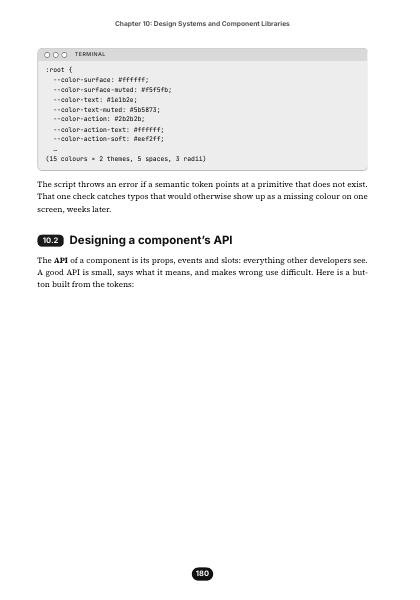 Chapter 10: Design Systems and Component Libraries
TERMINAL
:root {
  --color-surface: #ffffff;
  --color-surface-muted: #f5f5fb;
  --color-text: #1e1b2e;
  --color-text-muted: #5b5873;
  --color-action: #2b2b2b;
  --color-action-text: #ffffff;
  --color-action-soft: #eef2ff;
  …
(15 colours × 2 themes, 5 spaces, 3 radii)
The script throws an error if a semantic token points at a primitive that does not exist.
That one check catches typos that would otherwise show up as a missing colour on one
screen, weeks later.
10.2 Designing a component’s API
The API of a component is its props, events and slots: everything other developers see.
A good API is small, says what it means, and makes wrong use difficult. Here is a but-
ton built from the tokens:
180